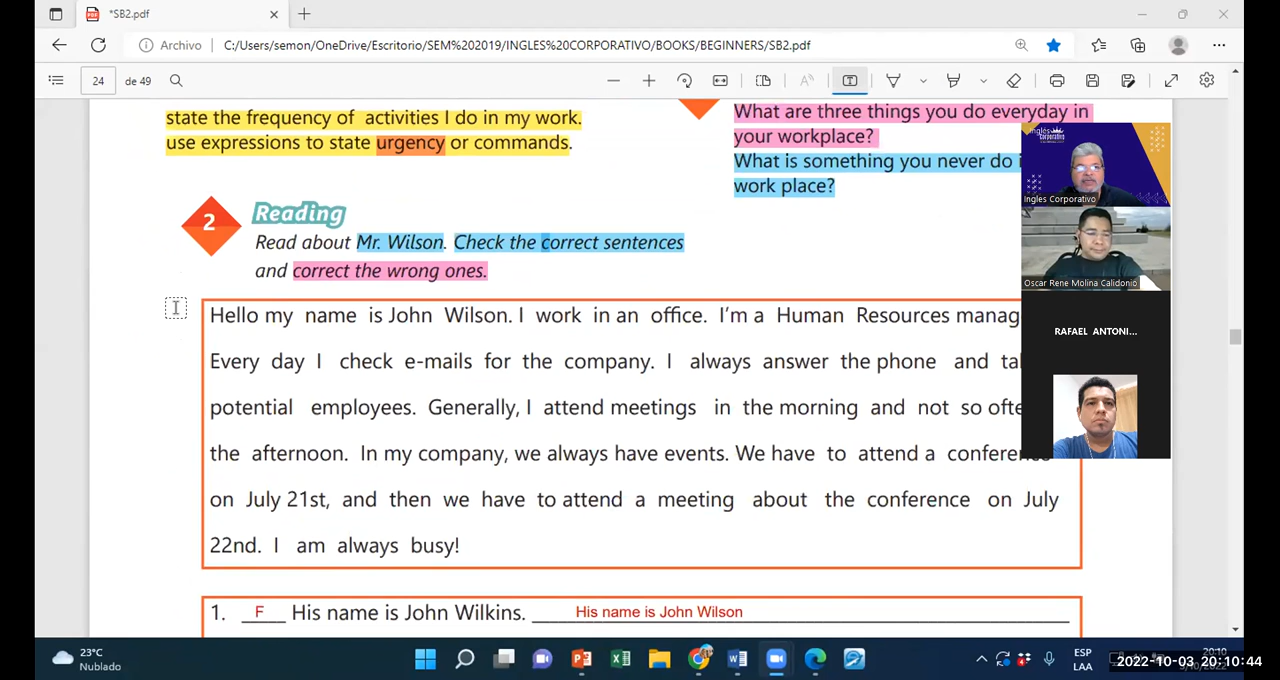 *SB2.pdf
Archivo
C:/Users/semon/OneDrive/Escritorio/SEM%202019/INGLES%20CORPORATIVO/BOOKS/BEGINNERS/SB2.pdf
24 de 49
state the frequency of activities I do in my work.
use expressions to state urgency or commands.
What are three things you do everyday in
your workplace?
What is something you never do
work place?
2
Reading
Read about Mr. Wilson. Check the correct sentences
and correct the wrong ones.
Hello my name is John Wilson. I work in an office. I'm a Human Resources
Every day I check e-mails for the company. I always answer the phone and
potential employees. Generally, I attend meetings in the morning and not so
the afternoon. In my company, we always have events. We have to attend a
on July 21st, and then we have to attend a meeting about the conference on July
22nd. I am always busy!
1. F His name is John Wilkins. His name is John Wilson
Inglés
corporativo
Ingles Corporativo
Oscar Rene Molina Calidonio
RAFAEL ANTONI...
23°C
Nublado
ESP
LAA
20:10
2022-10-03 20:10:44